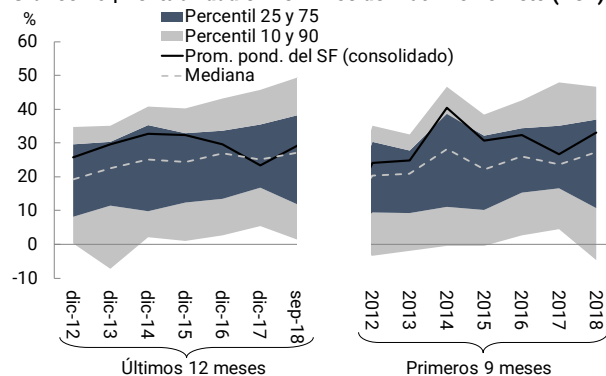 %
Percentil 25 y 75
Percentil 10 y 90
Prom. pond. del SF (consolidado)
Mediana
60
50
40
30
20
10
0
-10
dic-12
dic-13
dic-14
dic-15
dic-16
dic-17
sep-18
2012
2013
2014
2015
2016
2017
2018
Últimos 12 meses
Primeros 9 meses